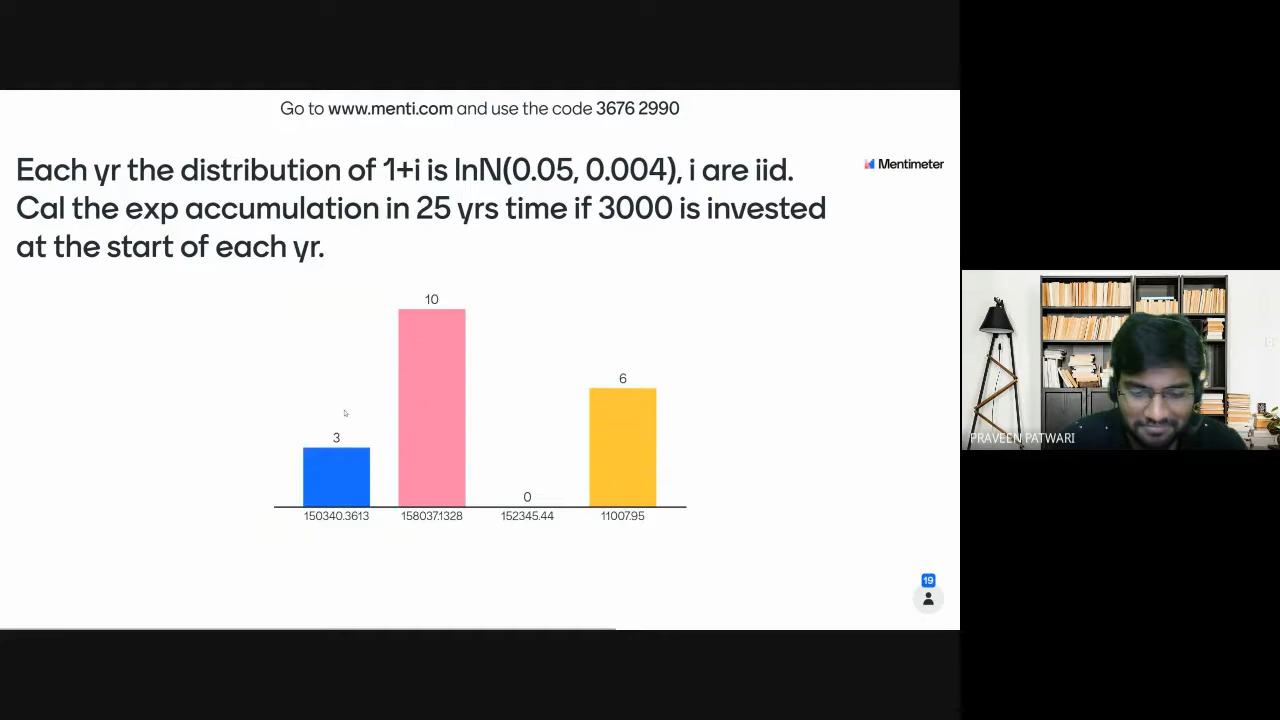 Go to www.menti.com and use the code 3676 2990
Mentimeter
Each yr the distribution of 1+i is lnN(0.05, 0.004), i are iid.
Cal the exp accumulation in 25 yrs time if 3000 is invested
at the start of each yr.
10
6
3
0
150340.3613
158037.1328
152345.44
11007.95
19
PRAVEEN PATWARI